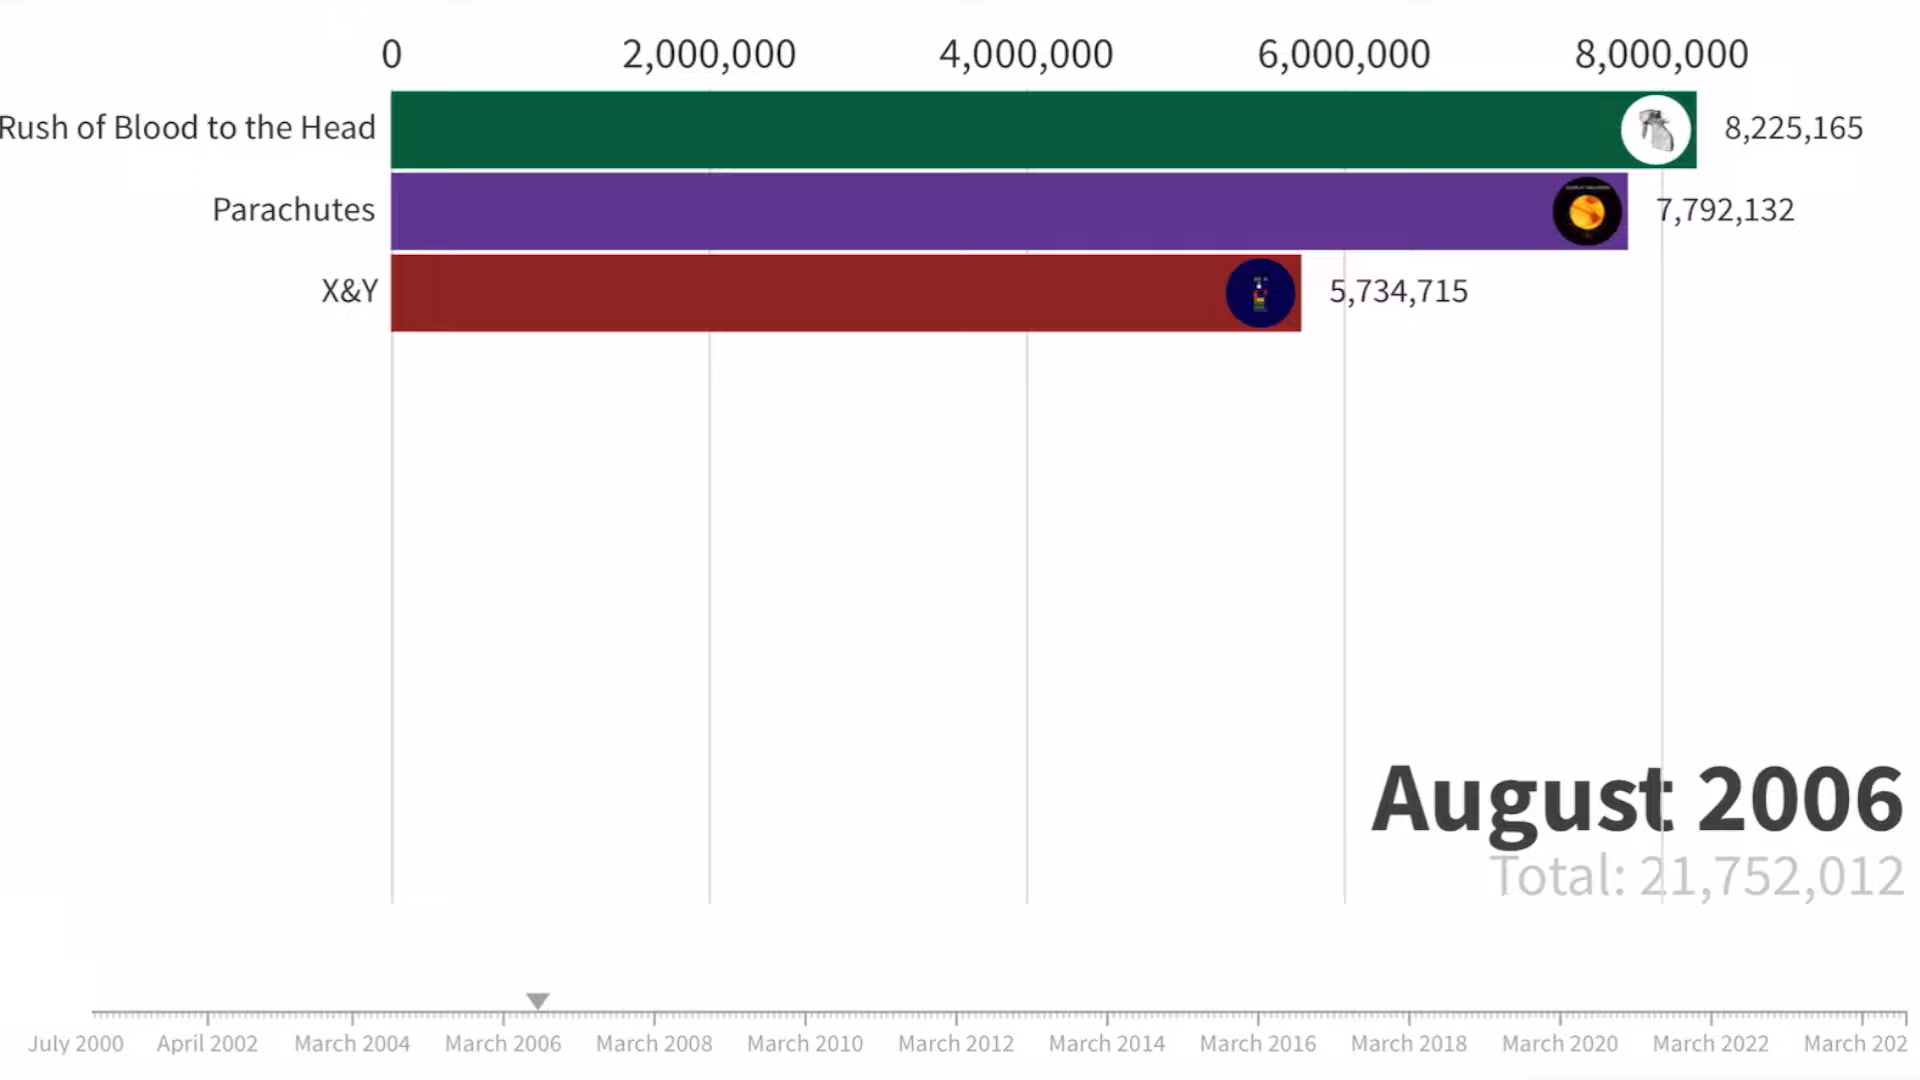 0 2,000,000 4,000,000 6,000,000 8,000,000
Rush of Blood to the Head 8,225,165
Parachutes 7,792,132
X&Y 5,734,715
August 2006
Total: 21,752,012
July 2000 April 2002 March 2004 March 2006 March 2008 March 2010 March 2012 March 2014 March 2016 March 2018 March 2020 March 2022 March 202